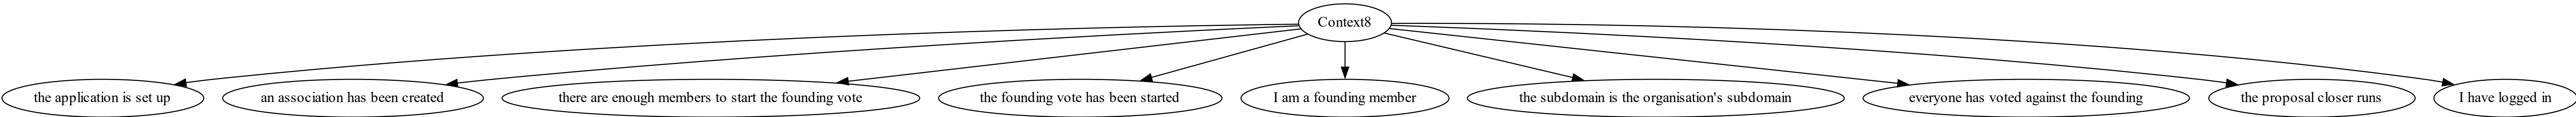 Context8
the application is set up
an association has been created
there are enough members to start the founding vote
the founding vote has been started
I am a founding member
the subdomain is the organisation's subdomain
everyone has voted against the founding
the proposal closer runs
I have logged in